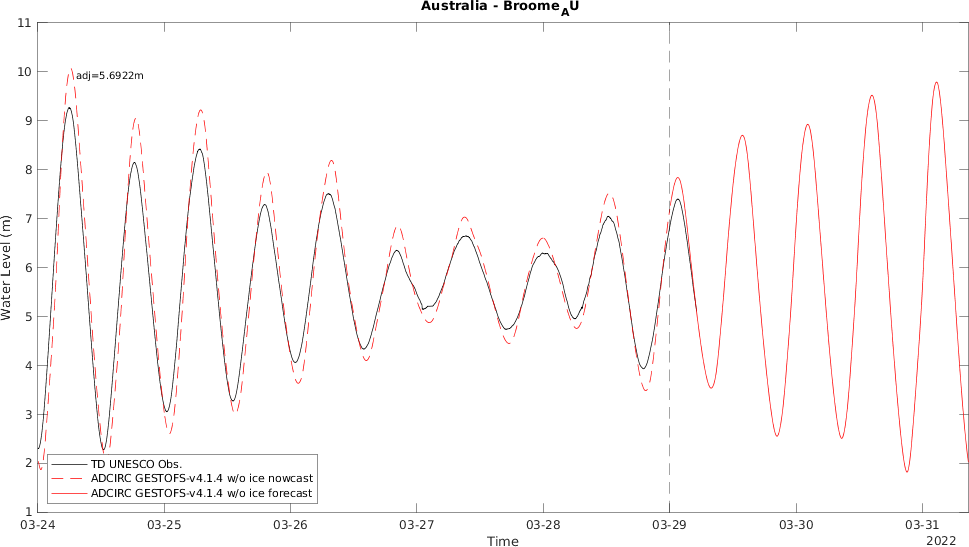 Australia - Broome_AU
adj=5.6922m
11
10
9
8
7
6
5
4
3
2
1
Water Level (m)
TD UNESCO Obs.
ADCIRC GESTOFS-v4.1.4 w/o ice nowcast
ADCIRC GESTOFS-v4.1.4 w/o ice forecast
03-24 03-25 03-26 03-27 03-28 03-29 03-30 03-31
Time
2022